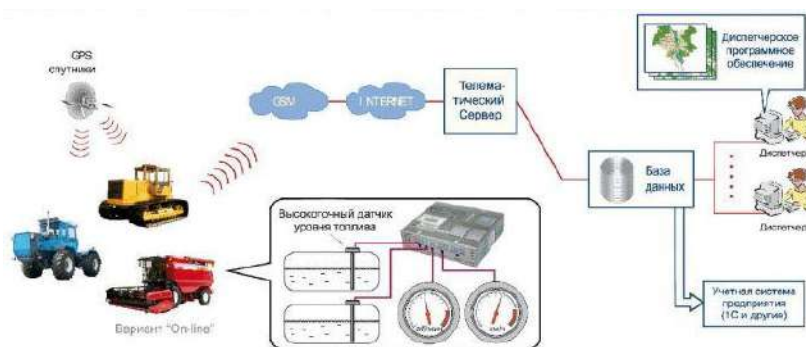 GPS
спутники
GSM
INTERNET
Телема-
тический
Сервер
Диспетчерское
программное
обеспечение
Диспетчер
База
данных
Диспетчер
Высокоточный датчик
уровня топлива
Вариант "On-line"
Учетная система
предприятия
(1С и другие)